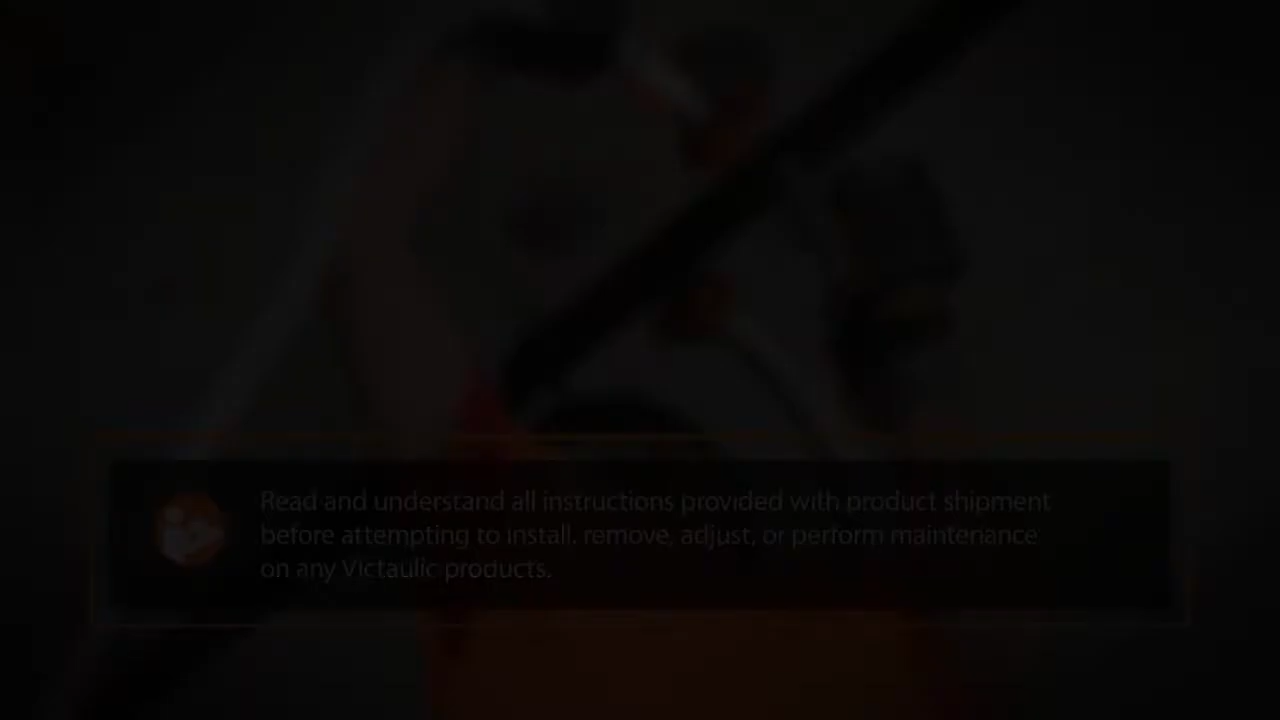 Read and understand all instructions provided with product shipment
before attempting to install, remove, adjust, or perform maintenance
on any Victaulic products.